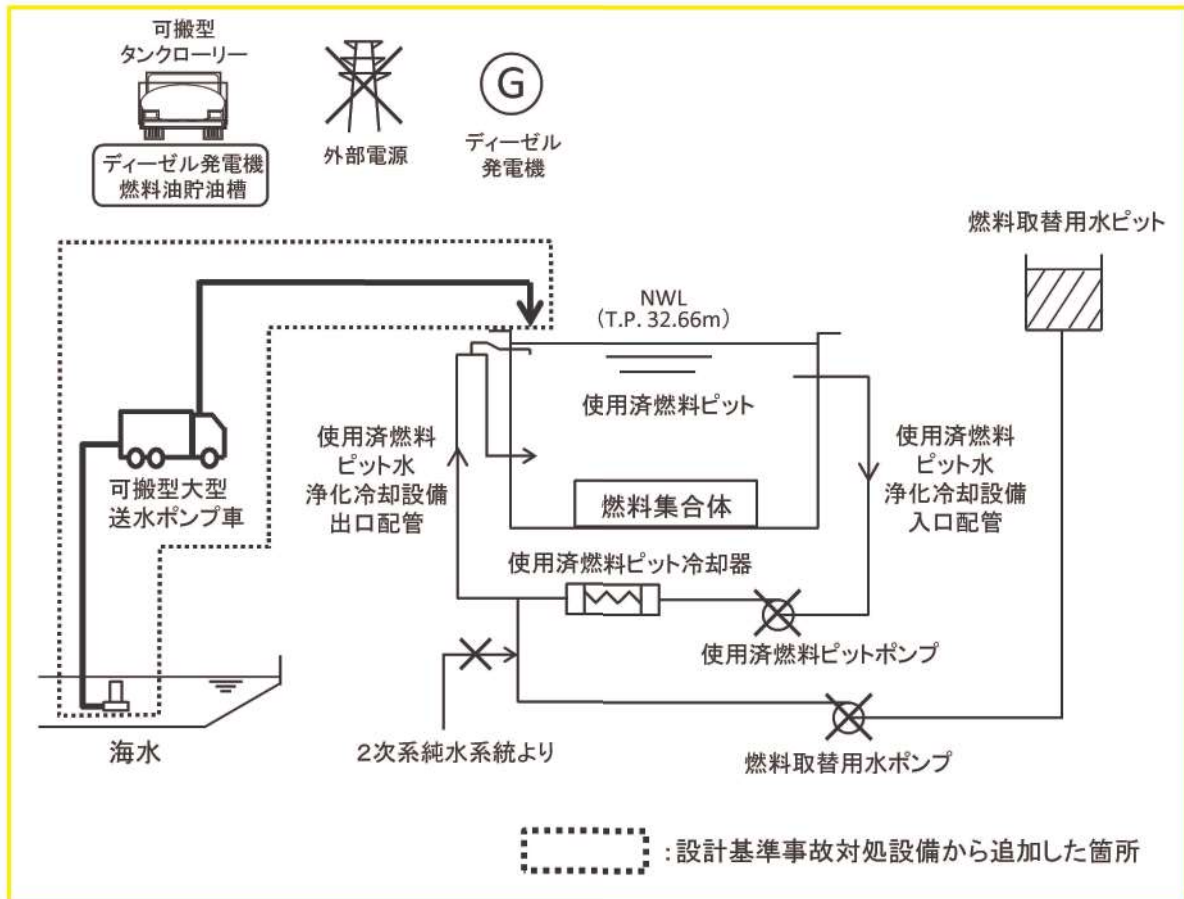 可搬型
タンクローリー
ディーゼル発電機
燃料油貯油槽
外部電源
G
ディーゼル
発電機
燃料取替用水ピット
NWL
(T.P. 32.66m)
使用済燃料ピット
使用済燃料
ピット水
浄化冷却設備
出口配管
使用済燃料
ピット水
浄化冷却設備
入口配管
可搬型大型
送水ポンプ車
燃料集合体
使用済燃料ピット冷却器
使用済燃料ピットポンプ
海水
2次系純水系統より
燃料取替用水ポンプ
:設計基準事故対処設備から追加した箇所